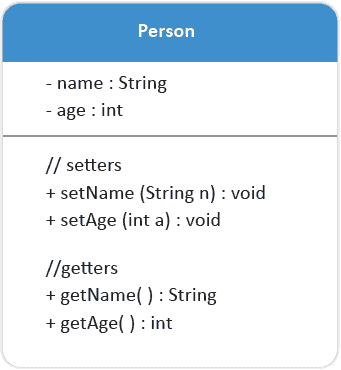 Person
- name : String
- age : int
// setters
+ setName (String n) : void
+ setAge (int a) : void
//getters
+ getName( ) : String
+ getAge( ) : int